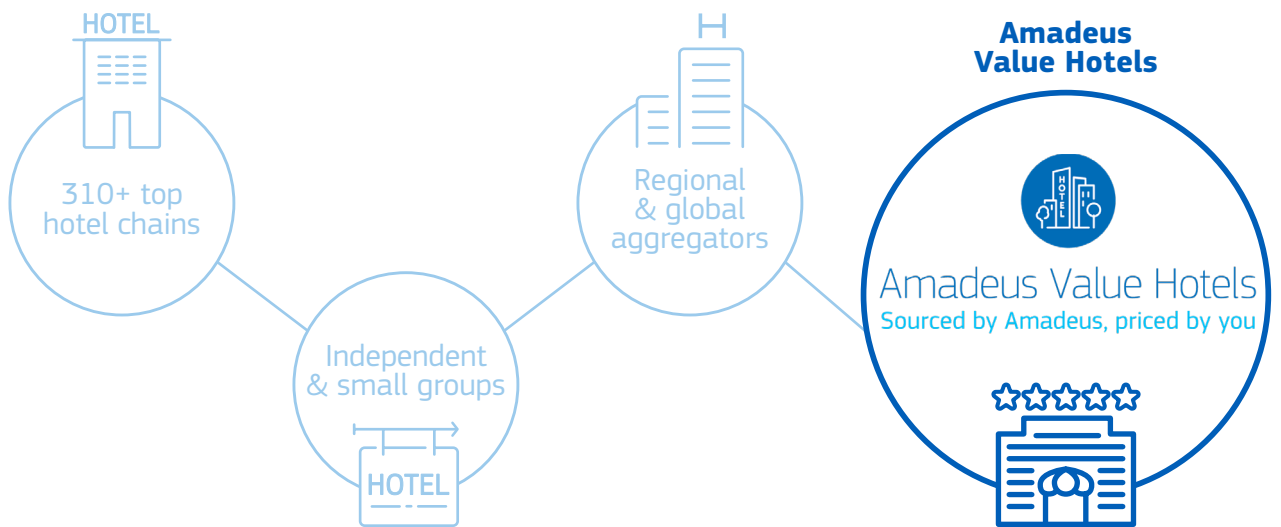 HOTEL
310+ top
hotel chains
Independent
& small groups
HOTEL
H
Regional
& global
aggregators
Amadeus
Value Hotels
HOTEL
Amadeus Value Hotels
Sourced by Amadeus, priced by you